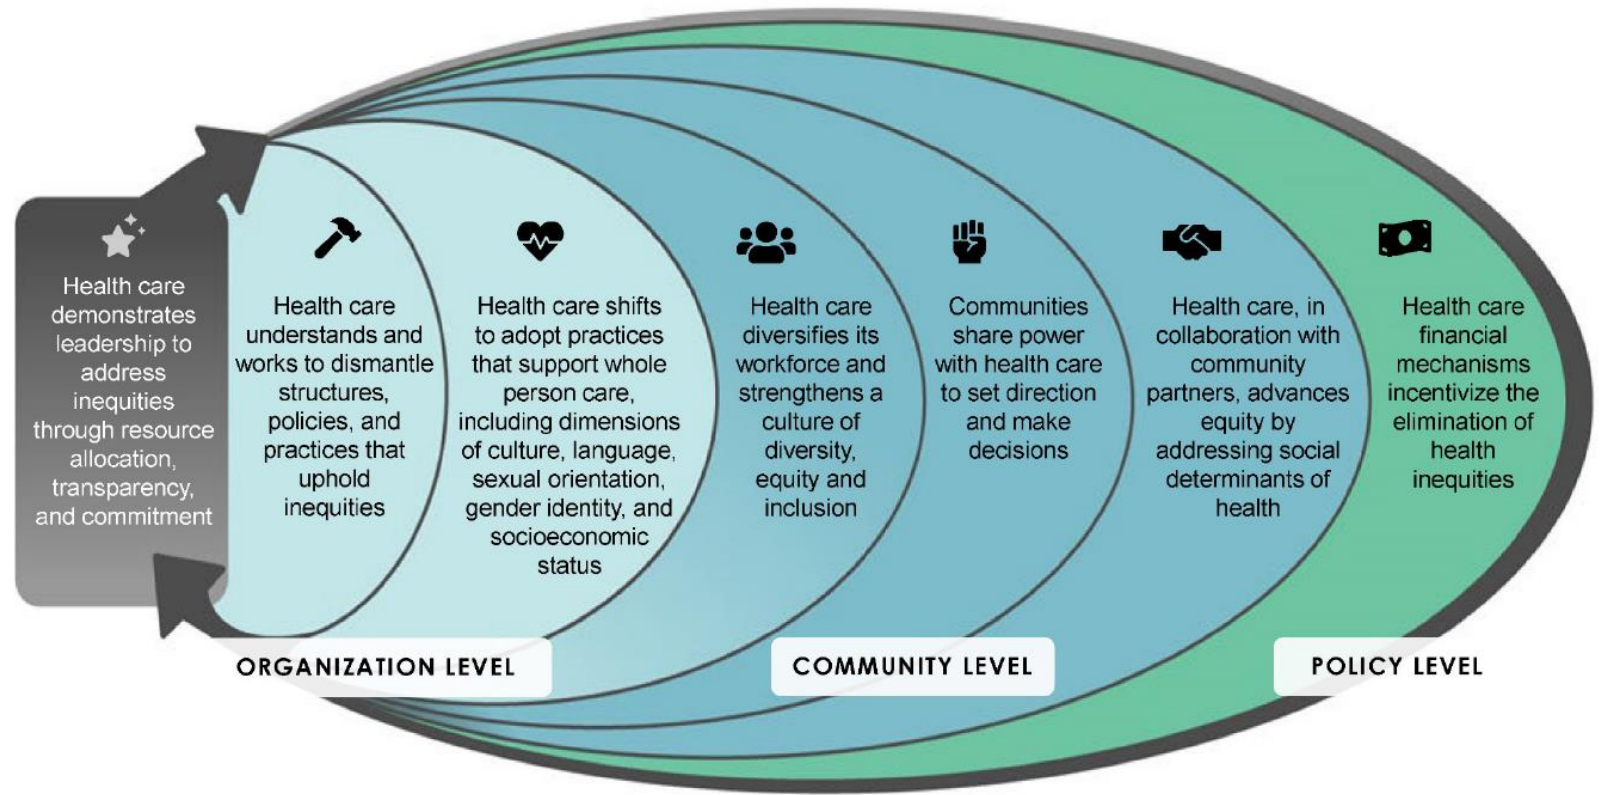 Health care
demonstrates
leadership to
address
inequities
through resource
allocation,
transparency,
and commitment
Health care
understands and
works to dismantle
structures,
policies, and
practices that
uphold
inequities
Health care shifts
to adopt practices
that support whole
person care,
including dimensions
of culture, language,
sexual orientation,
gender identity, and
socioeconomic
status
Health care
diversifies its
workforce and
strengthens a
culture of
diversity,
equity and
inclusion
Communities
share power
with health care
to set direction
and make
decisions
Health care, in
collaboration with
community
partners, advances
equity by
addressing social
determinants of
health
Health care
financial
mechanisms
incentivize the
elimination of
health
inequities
ORGANIZATION LEVEL
COMMUNITY LEVEL
POLICY LEVEL